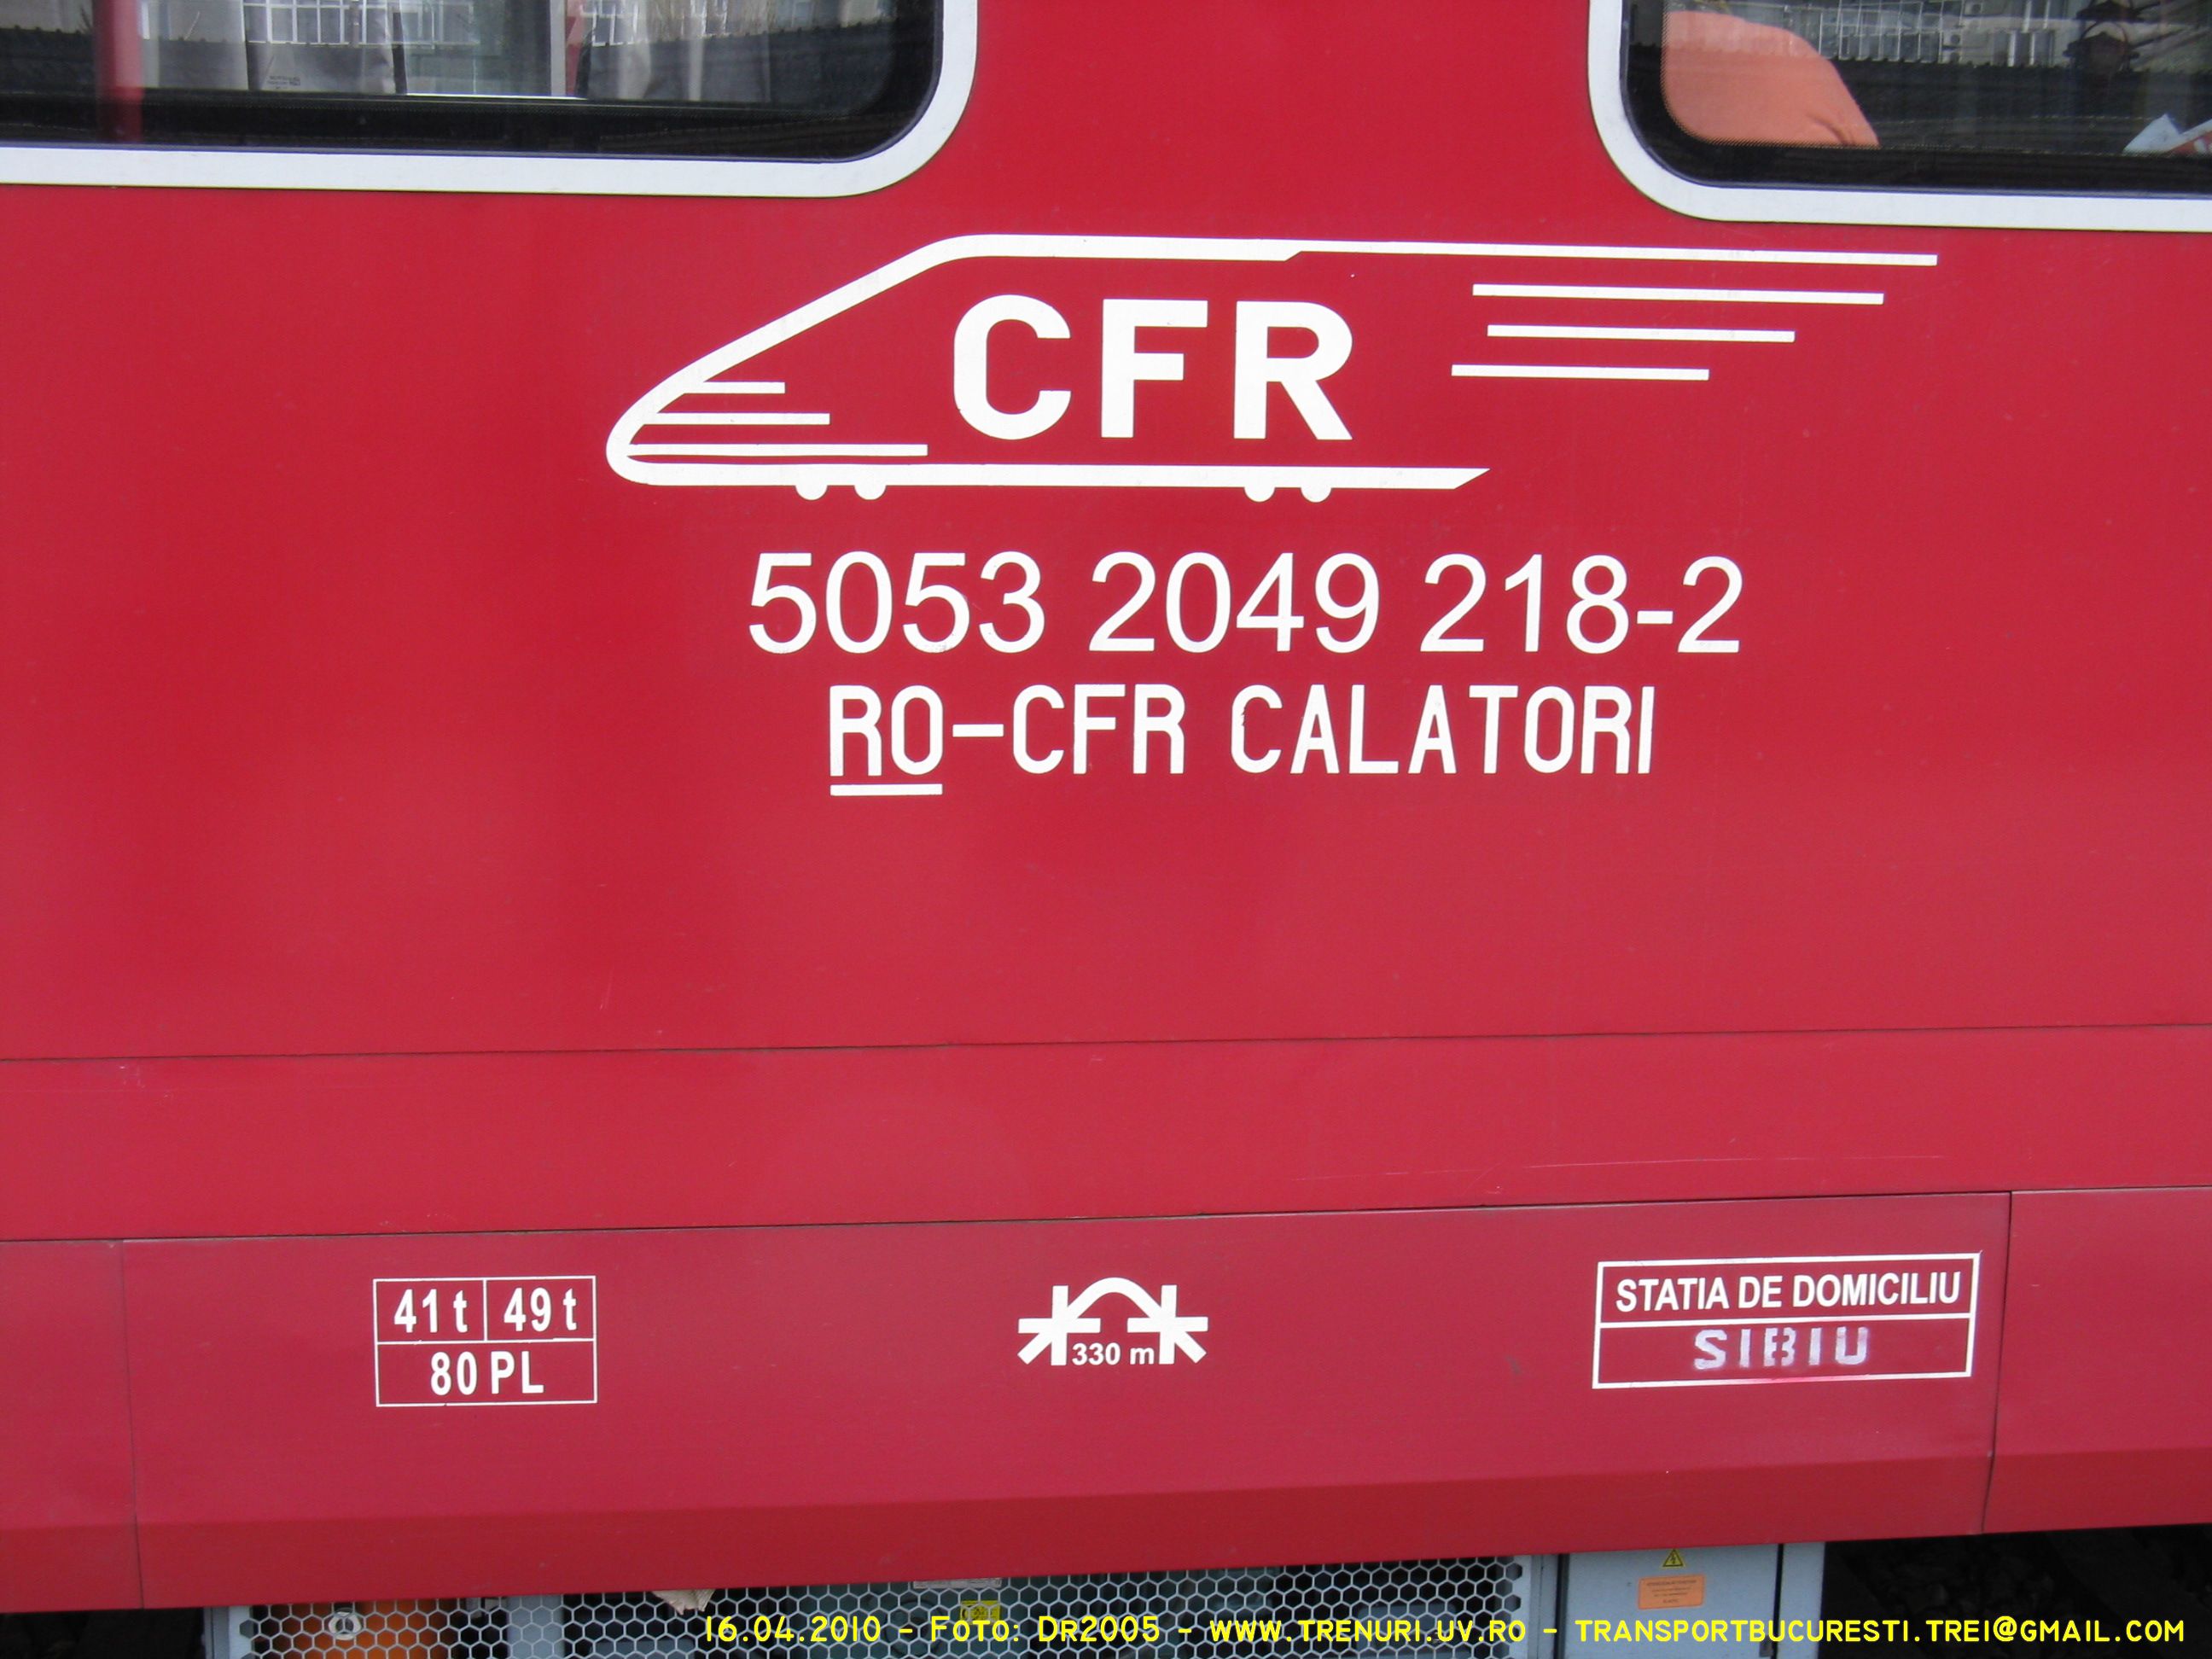 CFR
5053 2049 218-2
RO-CFR CALATORI
41 t 49 t
80 PL
330 m
STATIA DE DOMICILIU
SIBIU
16.04.2010 - Foto: Dr2005 - www.trenuri.uv.ro - transportbucuresti.trei@gmail.com